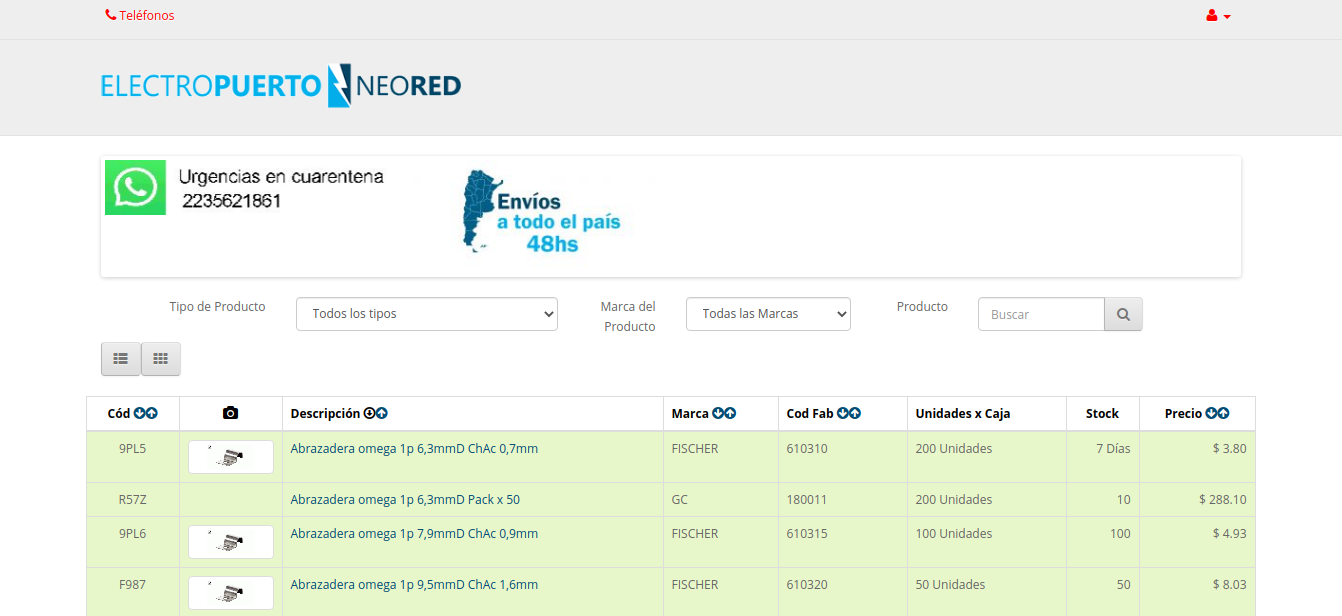 Teléfonos
ELECTROPUERTO NEORED
Urgencias en cuarentena
2235621861
Envíos
a todo el país
48hs
Tipo de Producto
Todos los tipos
Marca del
Producto
Todas las Marcas
Producto
Buscar
Cód Descripción Marca Cod Fab Unidades x Caja Stock Precio
9PL5 Abrazadera omega 1p 6,3mmD ChAc 0,7mm FISCHER 610310 200 Unidades 7 Días $ 3.80
R57Z Abrazadera omega 1p 6,3mmD Pack x 50 GC 180011 200 Unidades 10 $ 288.10
9PL6 Abrazadera omega 1p 7,9mmD ChAc 0,9mm FISCHER 610315 100 Unidades 100 $ 4.93
F987 Abrazadera omega 1p 9,5mmD ChAc 1,6mm FISCHER 610320 50 Unidades 50 $ 8.03